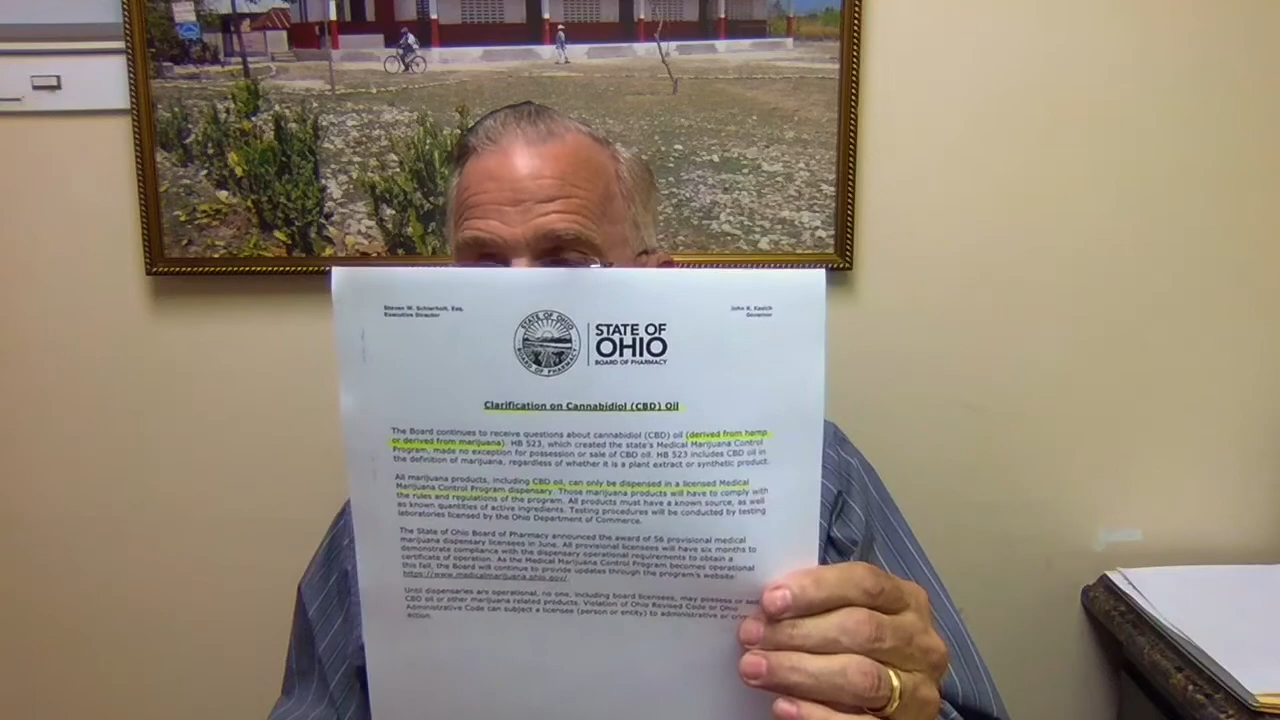 Steven W. Schierholt, Esq.
Executive Director
John R. Kasich
Governor
STATE OF OHIO
BOARD OF PHARMACY
STATE OF
OHIO
BOARD OF PHARMACY
Clarification on Cannabidiol (CBD) Oil
The Board continues to receive questions about cannabidiol (CBD) oil (derived from hemp
or derived from marijuana). HB 523, which created the state's Medical Marijuana Control
Program, made no exception for possession or sale of CBD oil. HB 523 includes CBD oil in
the definition of marijuana, regardless of whether it is a plant extract or synthetic product.
All marijuana products, including CBD oil, can only be dispensed in a licensed Medical
Marijuana Control Program dispensary. Those marijuana products will have to comply with
the rules and regulations of the program. All products must have a known source, as well
as known quantities of active ingredients. Testing procedures will be conducted by testing
laboratories licensed by the Ohio Department of Commerce.
The State of Ohio Board of Pharmacy announced the award of 56 provisional medical
marijuana dispensary licensees in June. All provisional licensees will have six months to
demonstrate compliance with the dispensary operational requirements to obtain a
certificate of operation. As the Medical Marijuana Control Program becomes operational
this fall, the Board will continue to provide updates through the program's website:
https://www.medicalmarijuana.ohio.gov/.
Until dispensaries are operational, no one, including board licensees, may possess or sell
CBD oil or other marijuana related products. Violation of Ohio Revised Code or Ohio
Administrative Code can subject a licensee (person or entity) to administrative or
action.